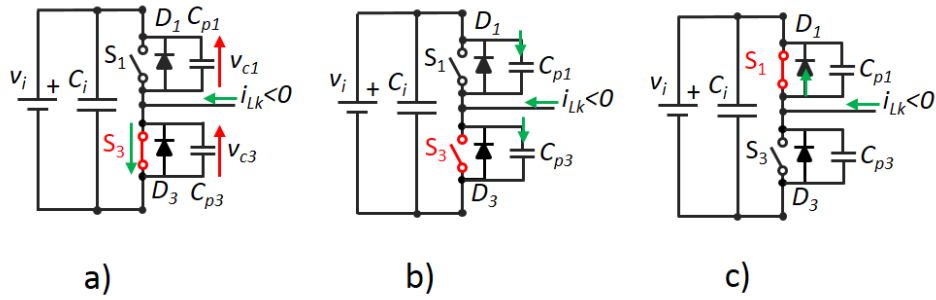 D1 Cp1
S1
vi + Ci
vc1
iLk<0
S3
vc3
D3 Cp3
a)
D1
S1
Cp1
vi + Ci
iLk<0
S3
Cp3
D3
b)
D1
S1
Cp1
vi + Ci
iLk<0
S3
Cp3
D3
c)